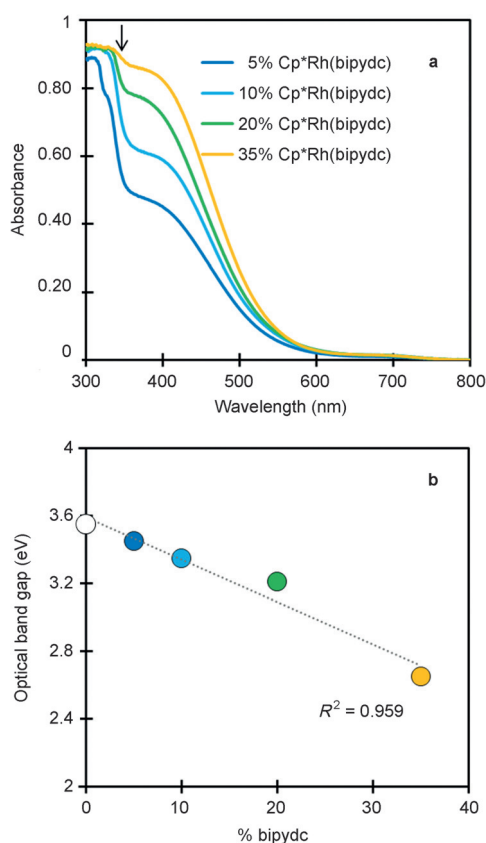 a
1
0.80
0.60
0.40
0.20
0
Absorbance
5% Cp*Rh(bipydc)
10% Cp*Rh(bipydc)
20% Cp*Rh(bipydc)
35% Cp*Rh(bipydc)
300 400 500 600 700 800
Wavelength (nm)
b
4
3.6
3.2
2.8
2.4
2
Optical band gap (eV)
R² = 0.959
0 10 20 30 40
% bipydc